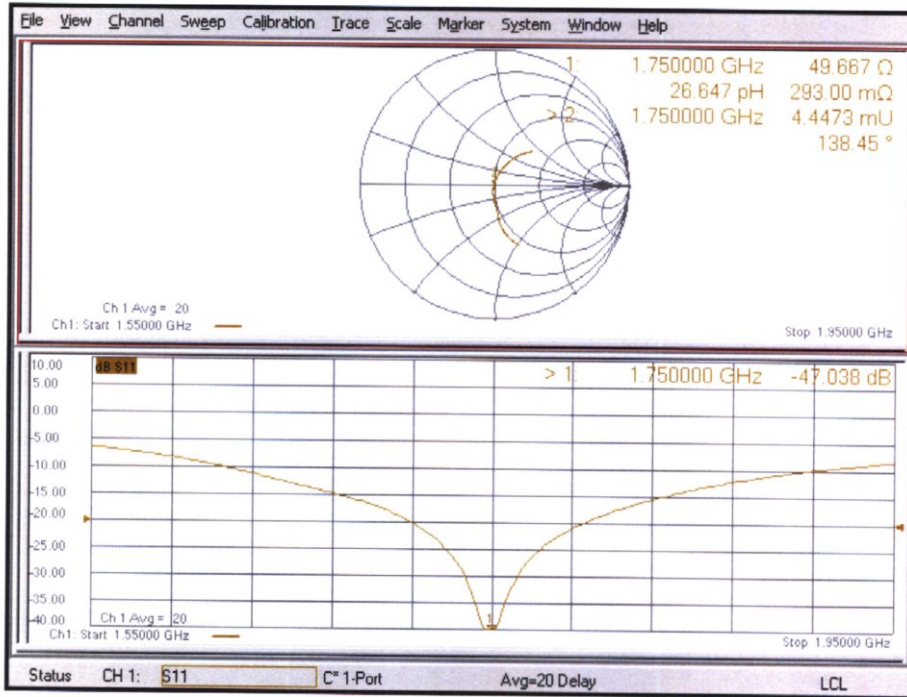 File View Channel Sweep Calibration Trace Scale Marker System Window Help
1: 1.750000 GHz 49.667 Ω
26.647 pH 293.00 mΩ
> 2: 1.750000 GHz 4.4473 mU
138.45 °
Ch 1 Avg = 20
Ch1: Start 1.55000 GHz
Stop 1.95000 GHz
dB S11
> 1: 1.750000 GHz -47.038 dB
10.00
5.00
0.00
-5.00
-10.00
-15.00
-20.00
-25.00
-30.00
-35.00
-40.00
1
Ch 1 Avg = 20
Ch1: Start 1.55000 GHz
Stop 1.95000 GHz
Status CH 1: S11 C* 1-Port Avg=20 Delay LCL